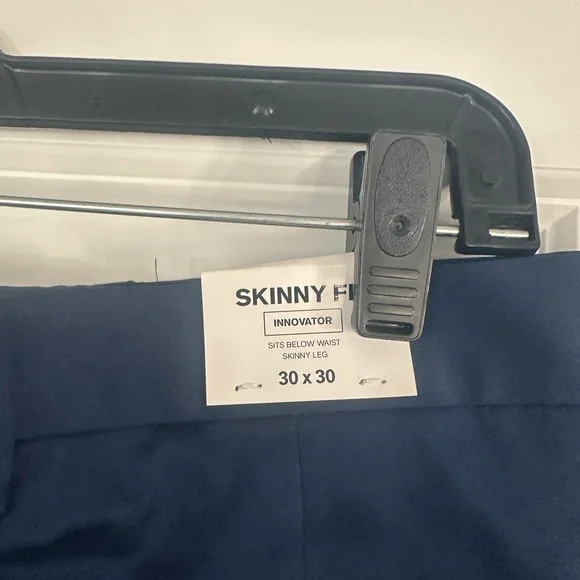 SKINNY FI
INNOVATOR
SITS BELOW WAIST
SKINNY LEG
30 x 30